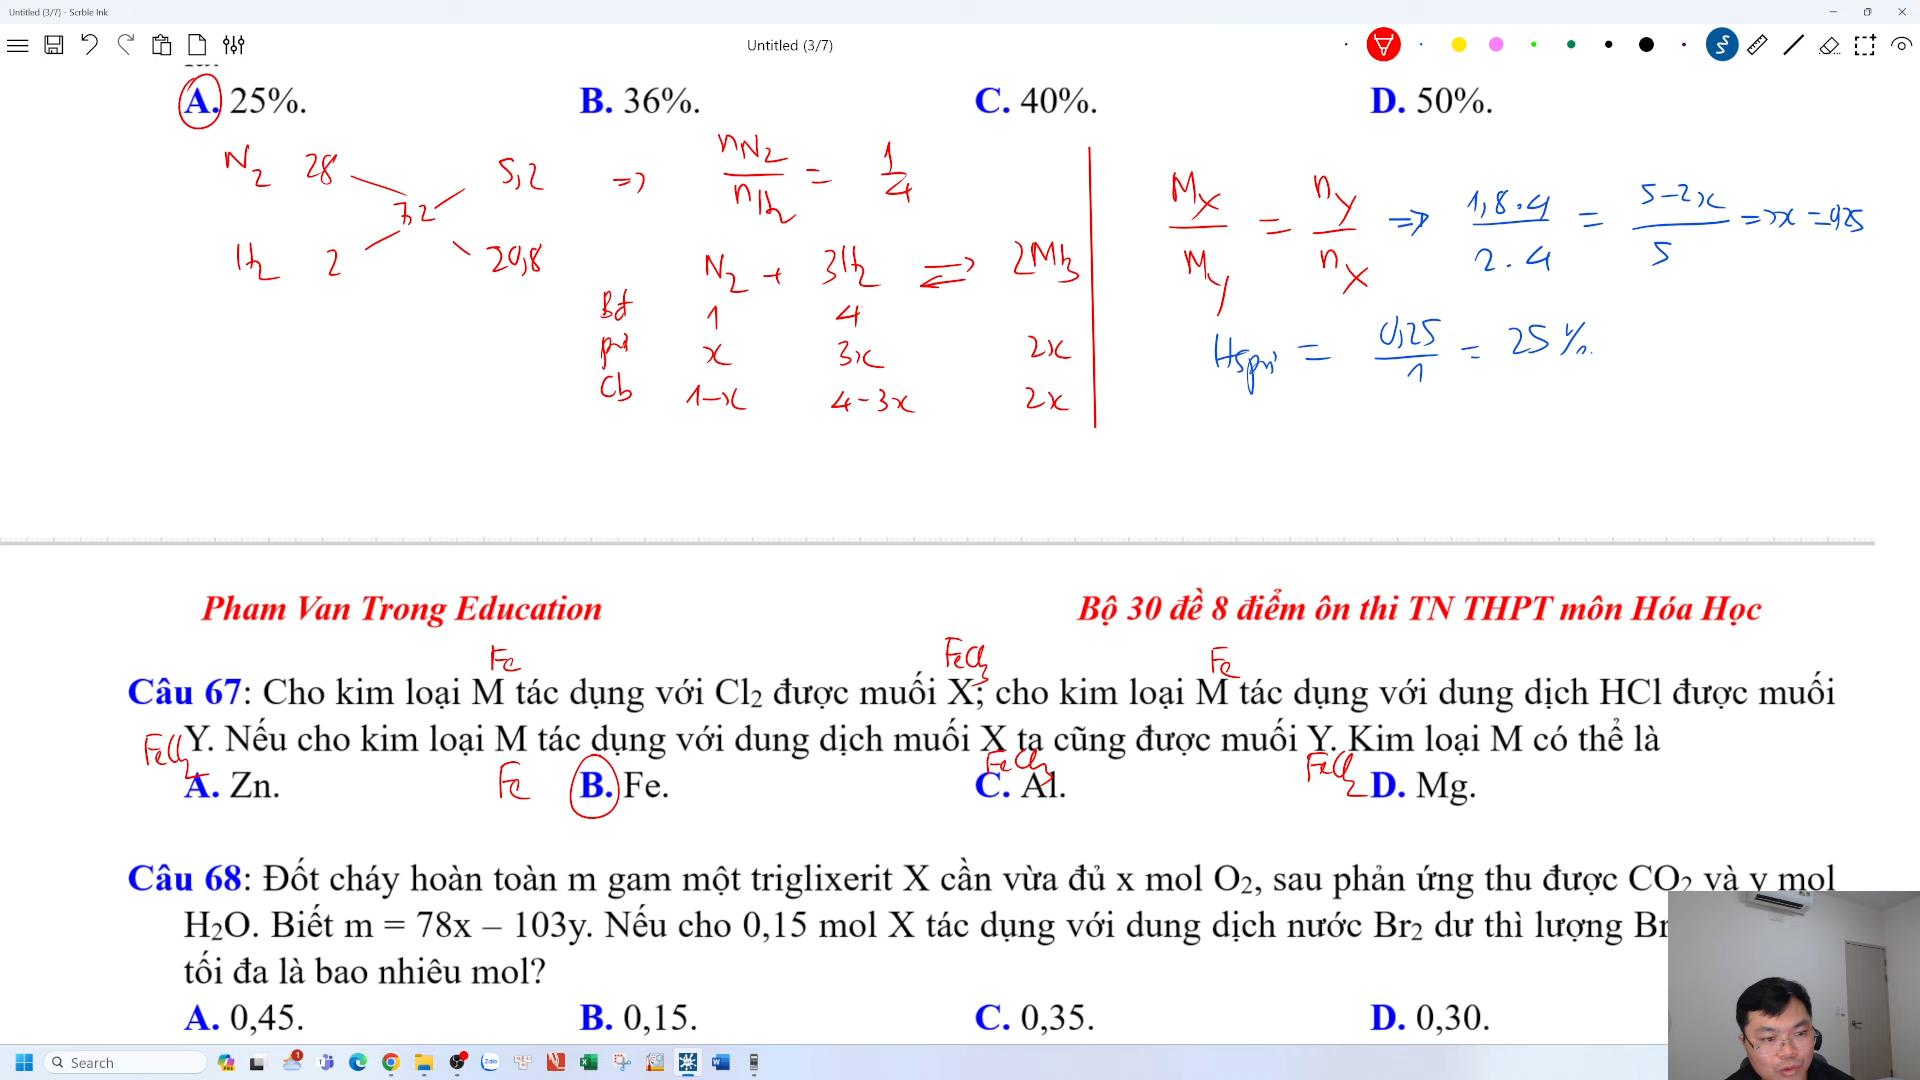 Untitled (3/7) - Scrble Ink
Untitled (3/7)
A. 25%. B. 36%. C. 40%. D. 50%.
N2 28 5,2 => nN2/nH2 = 1/4
7,2
H2 2 20,8
N2 + 3H2 ⇌ 2NH3
Bđ 1 4
pư x 3x 2x
Cb 1-x 4-3x 2x
MX/MY = nY/nX => 1,8.4/2.4 = (5-2x)/5 => x = 0,25
Hspư = 0,25/1 = 25%
Pham Van Trong Education
Bộ 30 đề 8 điểm ôn thi TN THPT môn Hóa Học
Fe FeCl3 Fe
Câu 67: Cho kim loại M tác dụng với Cl2 được muối X; cho kim loại M tác dụng với dung dịch HCl được muối
Y. Nếu cho kim loại M tác dụng với dung dịch muối X ta cũng được muối Y. Kim loại M có thể là
FeCl2 Fe FeCl3 FeCl2
A. Zn. B. Fe. C. Al. D. Mg.
Câu 68: Đốt cháy hoàn toàn m gam một triglixerit X cần vừa đủ x mol O2, sau phản ứng thu được CO2 và y mol
H2O. Biết m = 78x – 103y. Nếu cho 0,15 mol X tác dụng với dung dịch nước Br2 dư thì lượng Br
tối đa là bao nhiêu mol?
A. 0,45. B. 0,15. C. 0,35. D. 0,30.
Search